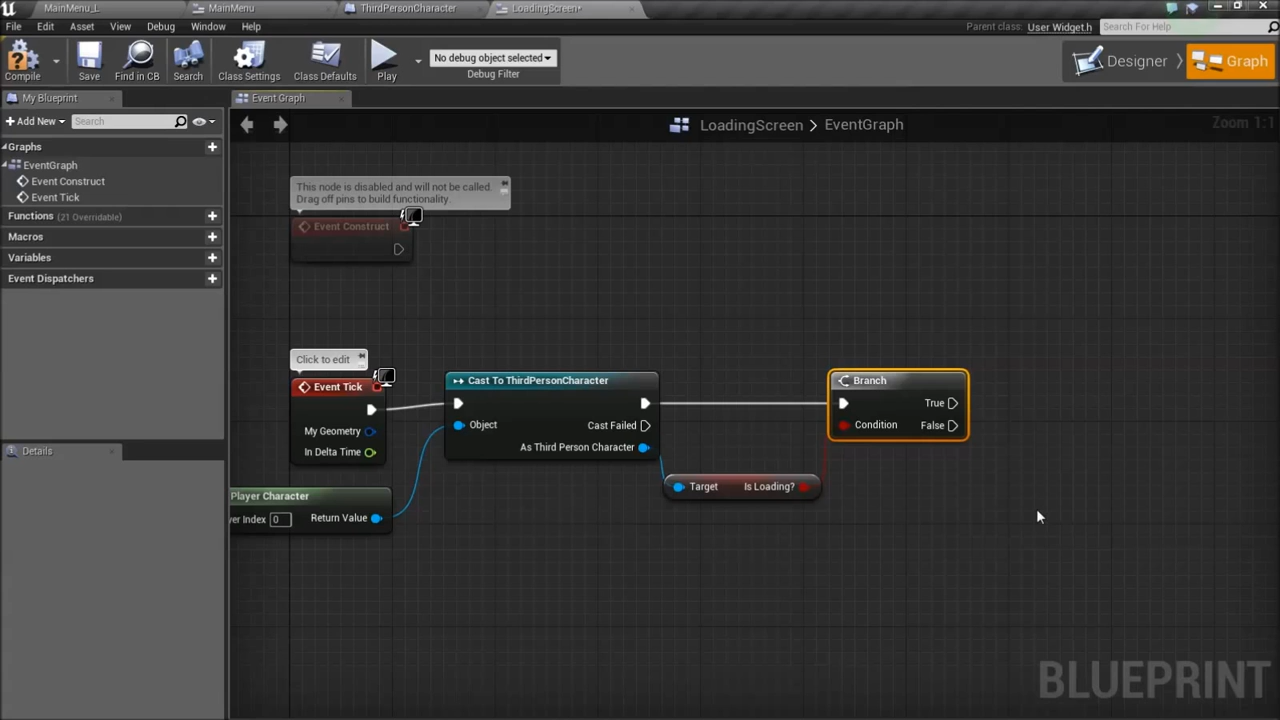 MainMenu_L
MainMenu
ThirdPersonCharacter
LoadingScreen*
File
Edit
Asset
View
Debug
Window
Help
Parent class: User Widget.h
Search For Help
Compile
Save
Find in CB
Search
Class Settings
Class Defaults
Play
No debug object selected
Debug Filter
Designer
Graph
My Blueprint
Event Graph
Add New
Search
LoadingScreen > EventGraph
Zoom 1:1
Graphs
EventGraph
Event Construct
Event Tick
Functions (21 Overridable)
Macros
Variables
Event Dispatchers
This node is disabled and will not be called.
Drag off pins to build functionality.
Event Construct
Click to edit
Event Tick
My Geometry
In Delta Time
Cast To ThirdPersonCharacter
Object
Cast Failed
As Third Person Character
Branch
True
Condition
False
Target
Is Loading?
Player Character
yer Index 0
Return Value
Details
BLUEPRINT